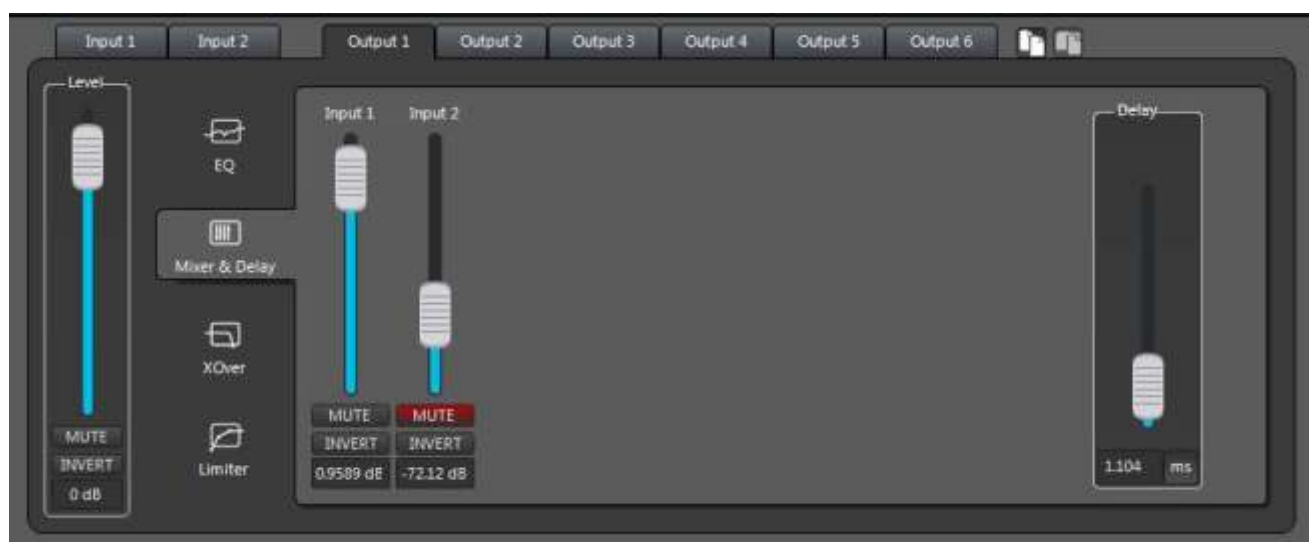 Input 1 Input 2 Output 1 Output 2 Output 3 Output 4 Output 5 Output 6
Level
EQ
Mixer & Delay
XOver
Limiter
MUTE
INVERT
0 dB
Input 1 Input 2
MUTE MUTE
INVERT INVERT
0.9589 dB -72.12 dB
Delay
1.104 ms